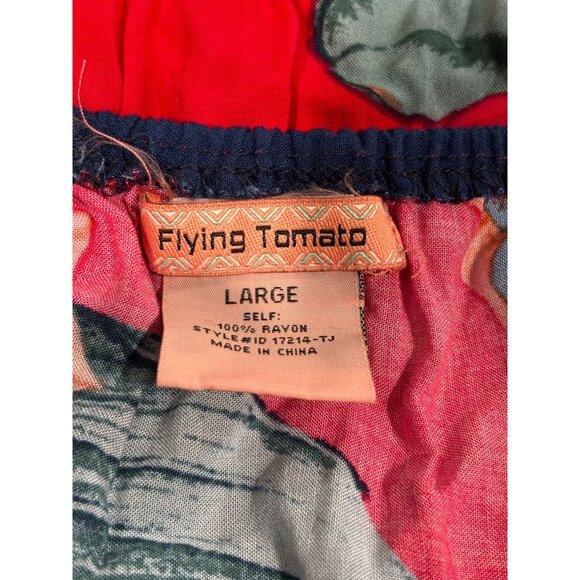 Flying Tomato
LARGE
SELF:
100% RAYON
STYLE#ID 17214-TJ
MADE IN CHINA